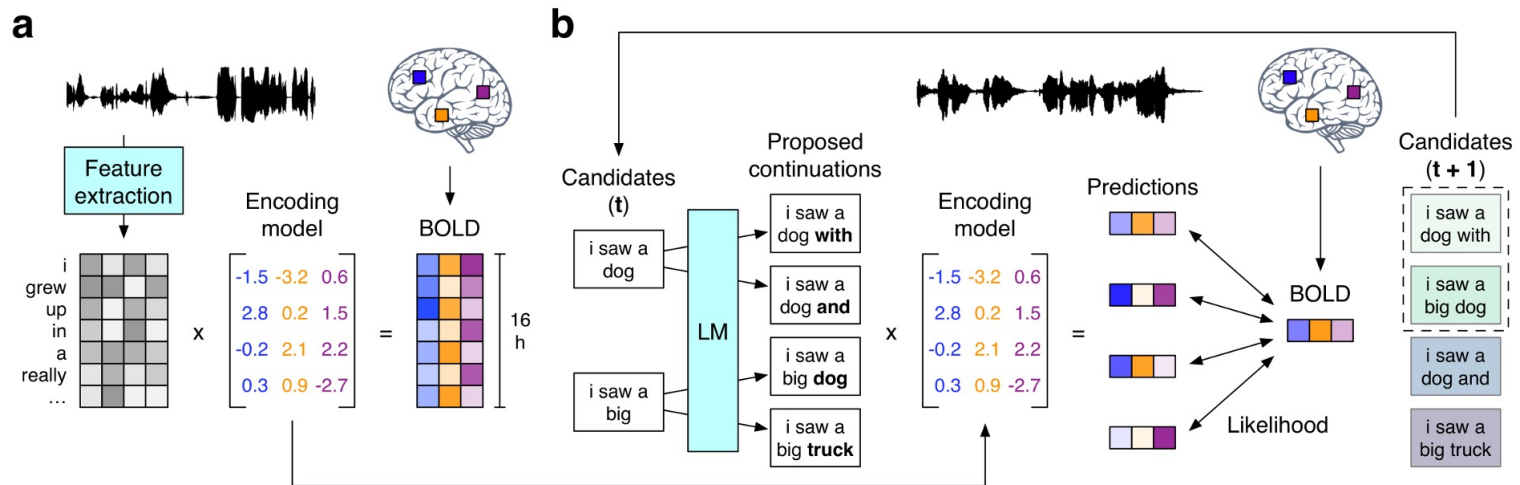 a
Feature
extraction
i
grew
up
in
a
really
...
x
Encoding
model
-1.5 -3.2 0.6
2.8 0.2 1.5
-0.2 2.1 2.2
0.3 0.9 -2.7
=
BOLD
16
h
b
Candidates
(t)
i saw a
dog
i saw a
big
LM
Proposed
continuations
i saw a
dog with
i saw a
dog and
i saw a
big dog
i saw a
big truck
x
Encoding
model
-1.5 -3.2 0.6
2.8 0.2 1.5
-0.2 2.1 2.2
0.3 0.9 -2.7
=
Predictions
BOLD
Likelihood
Candidates
(t + 1)
i saw a
dog with
i saw a
big dog
i saw a
dog and
i saw a
big truck